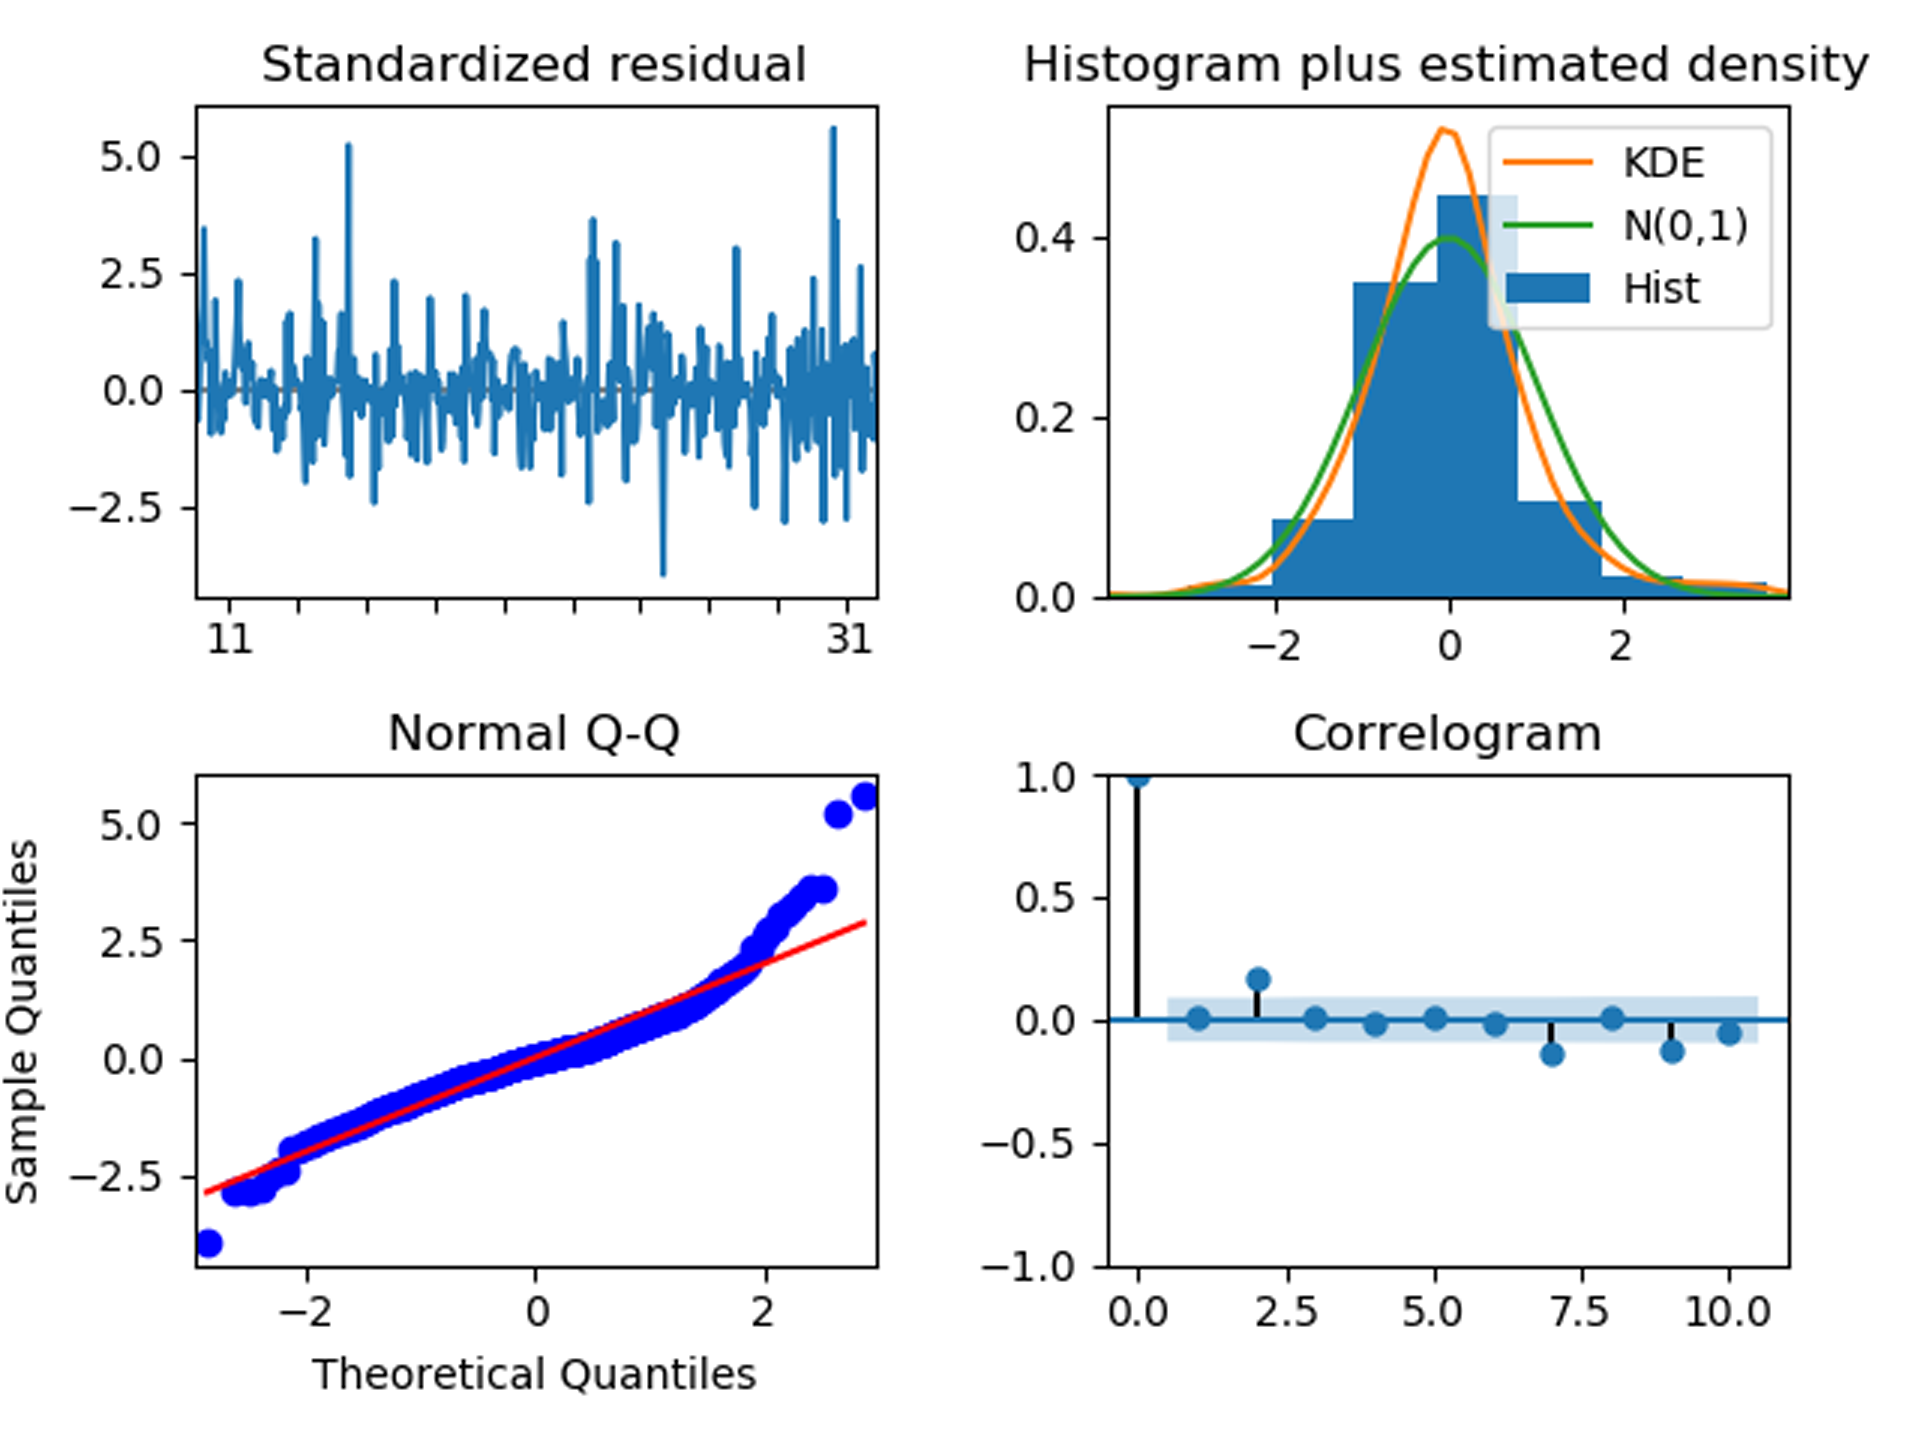 Standardized residual
5.0
2.5
0.0
−2.5
11 31
Histogram plus estimated density
KDE
N(0,1)
Hist
0.4
0.2
0.0
−2 0 2
Normal Q-Q
Sample Quantiles
5.0
2.5
0.0
−2.5
−2 0 2
Theoretical Quantiles
Correlogram
1.0
0.5
0.0
−0.5
−1.0
0.0 2.5 5.0 7.5 10.0